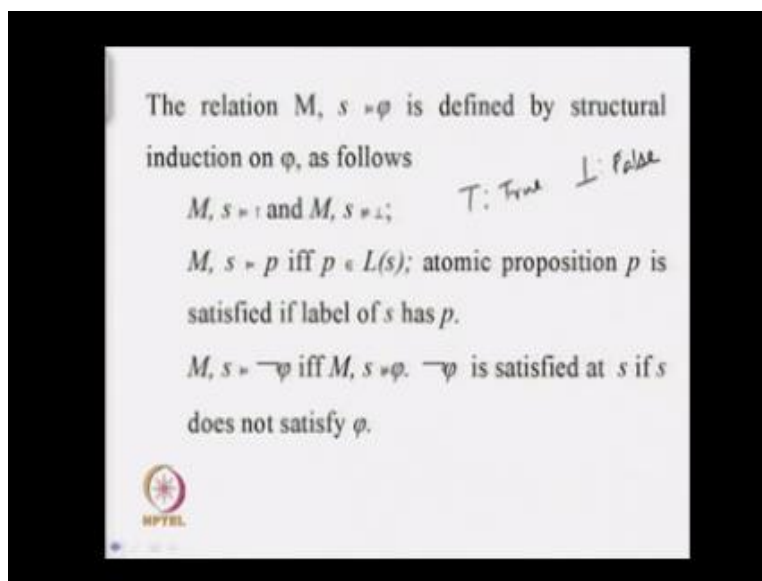 The relation M, s ⊨ φ is defined by structural
induction on φ, as follows
T: True ⊥: False
M, s ⊨ ⊤ and M, s ⊭ ⊥;
M, s ⊨ p iff p ∈ L(s); atomic proposition p is
satisfied if label of s has p.
M, s ⊨ ¬φ iff M, s ⊭ φ. ¬φ is satisfied at s if s
does not satisfy φ.
NPTEL